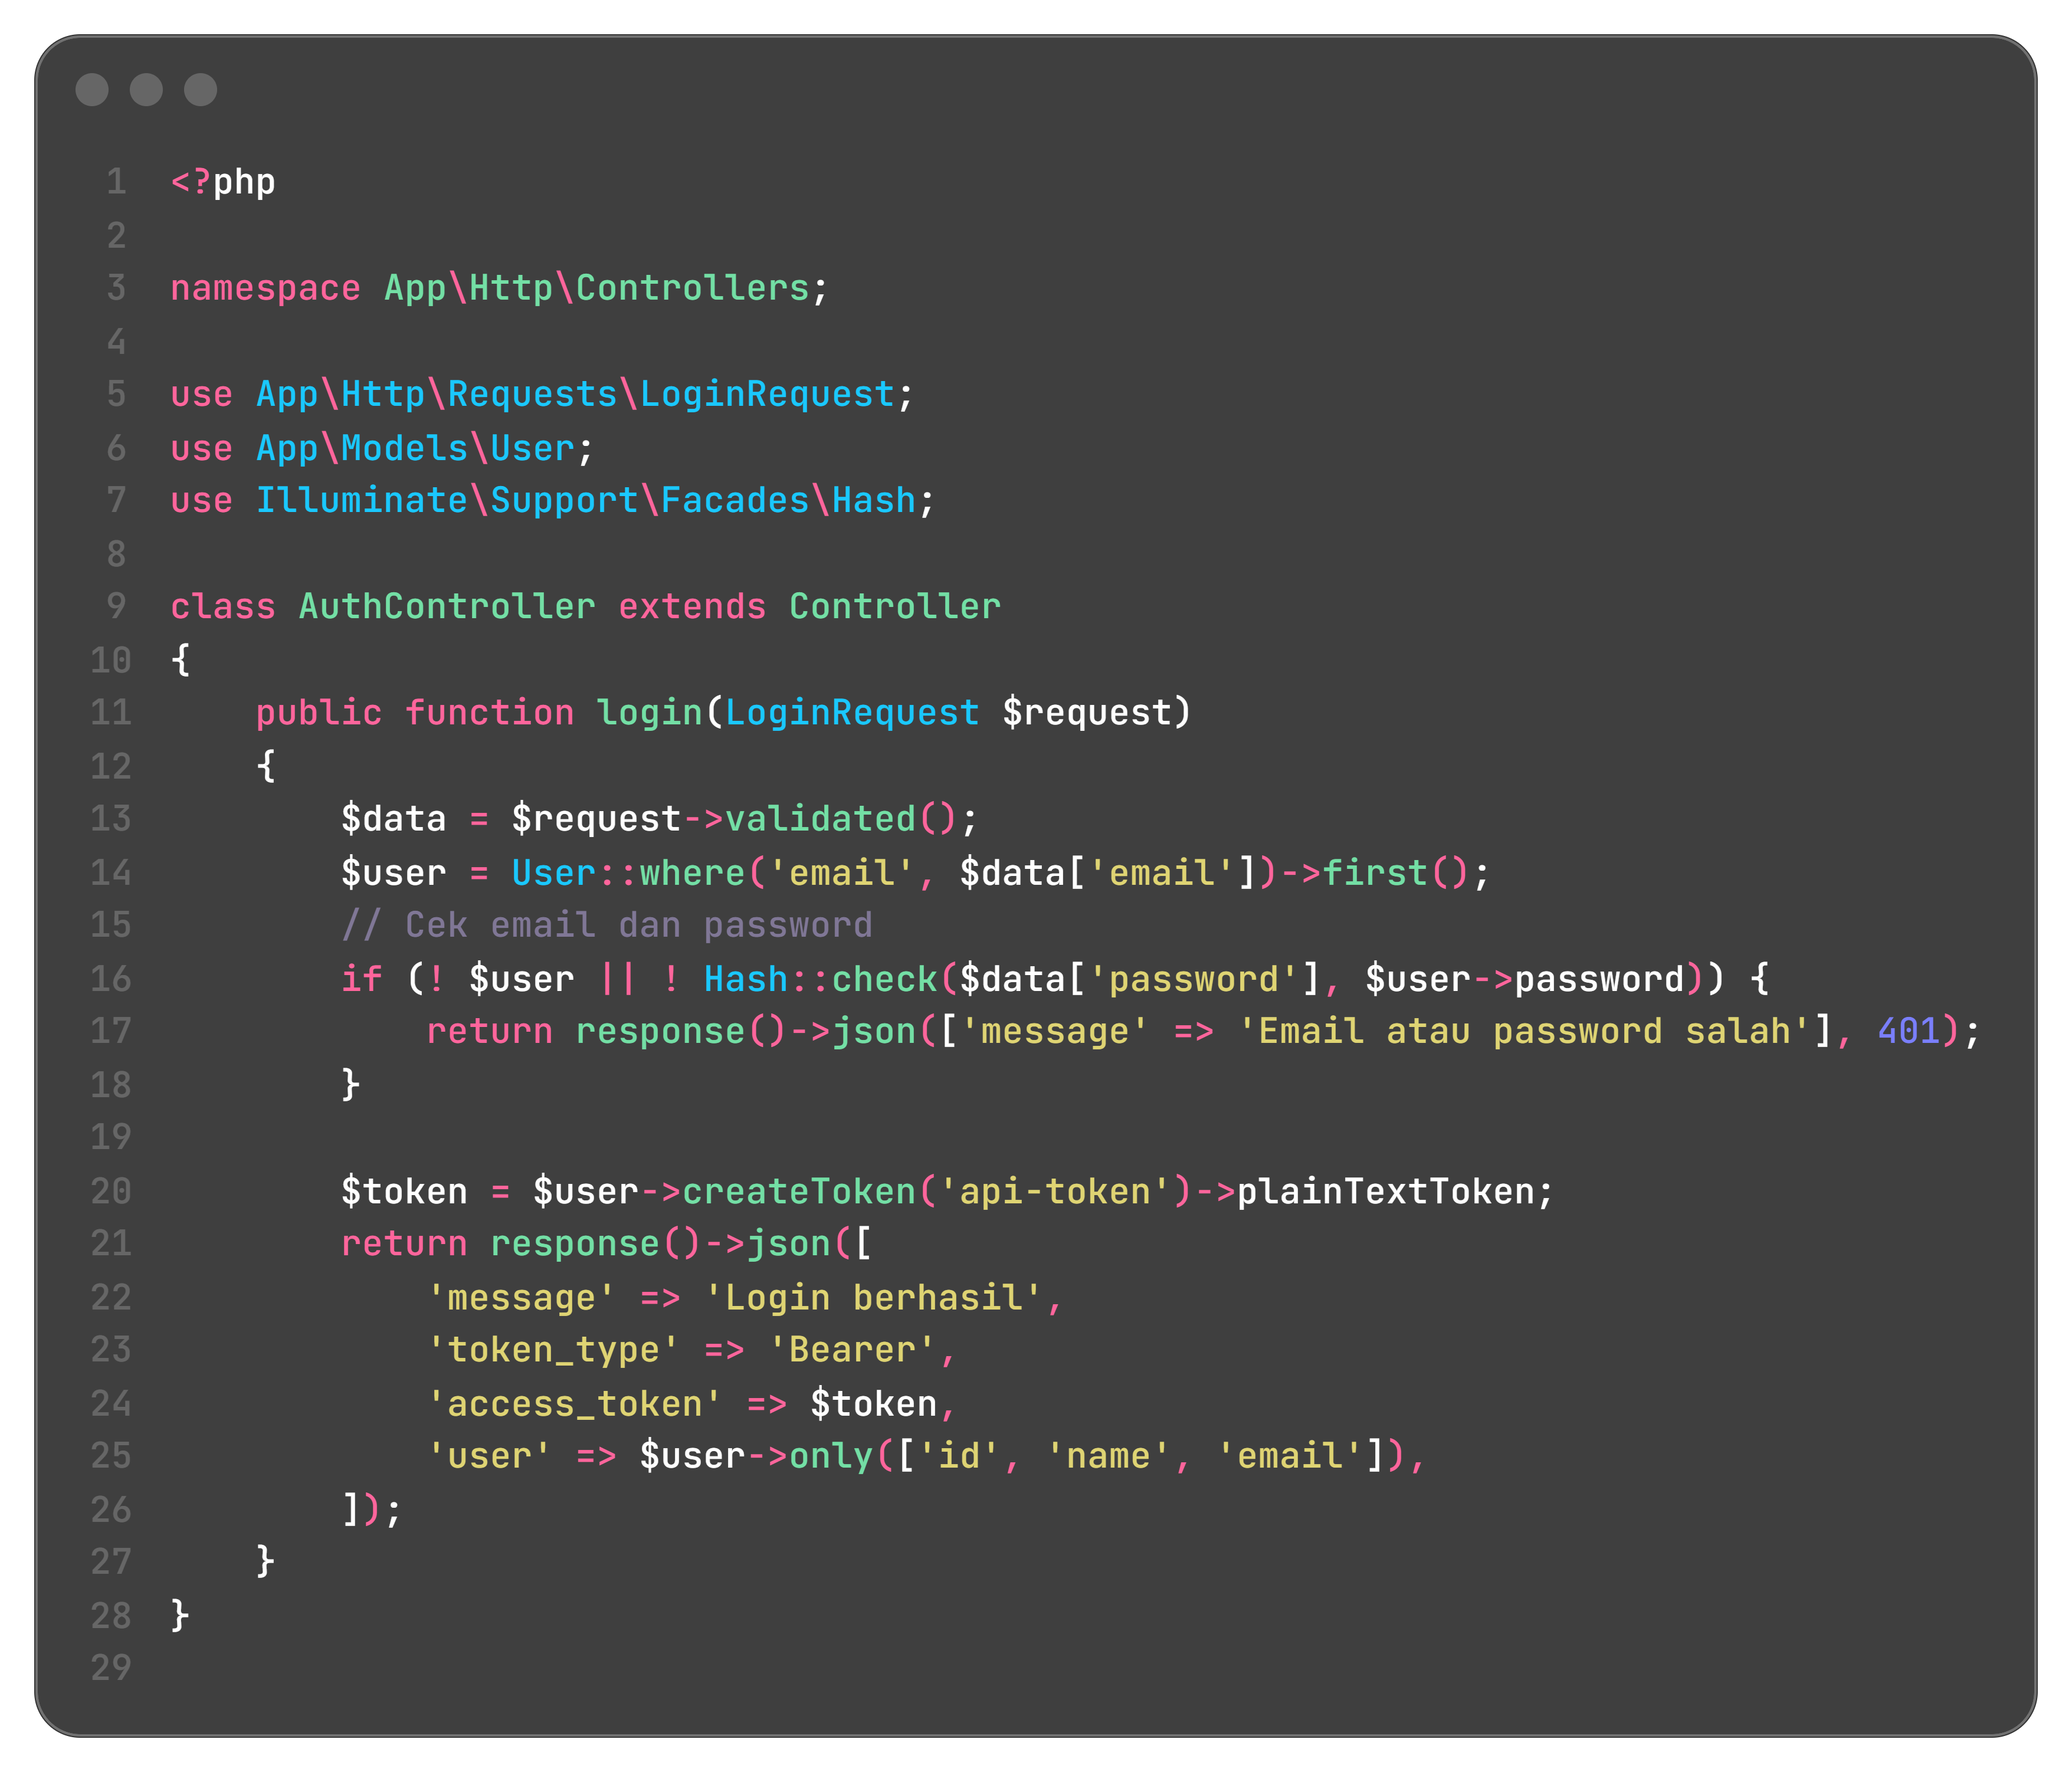 1 <?php
2
3 namespace App\Http\Controllers;
4
5 use App\Http\Requests\LoginRequest;
6 use App\Models\User;
7 use Illuminate\Support\Facades\Hash;
8
9 class AuthController extends Controller
10 {
11     public function login(LoginRequest $request)
12     {
13         $data = $request->validated();
14         $user = User::where('email', $data['email'])->first();
15         // Cek email dan password
16         if (! $user || ! Hash::check($data['password'], $user->password)) {
17             return response()->json(['message' => 'Email atau password salah'], 401);
18         }
19
20         $token = $user->createToken('api-token')->plainTextToken;
21         return response()->json([
22             'message' => 'Login berhasil',
23             'token_type' => 'Bearer',
24             'access_token' => $token,
25             'user' => $user->only(['id', 'name', 'email']),
26         ]);
27     }
28 }
29